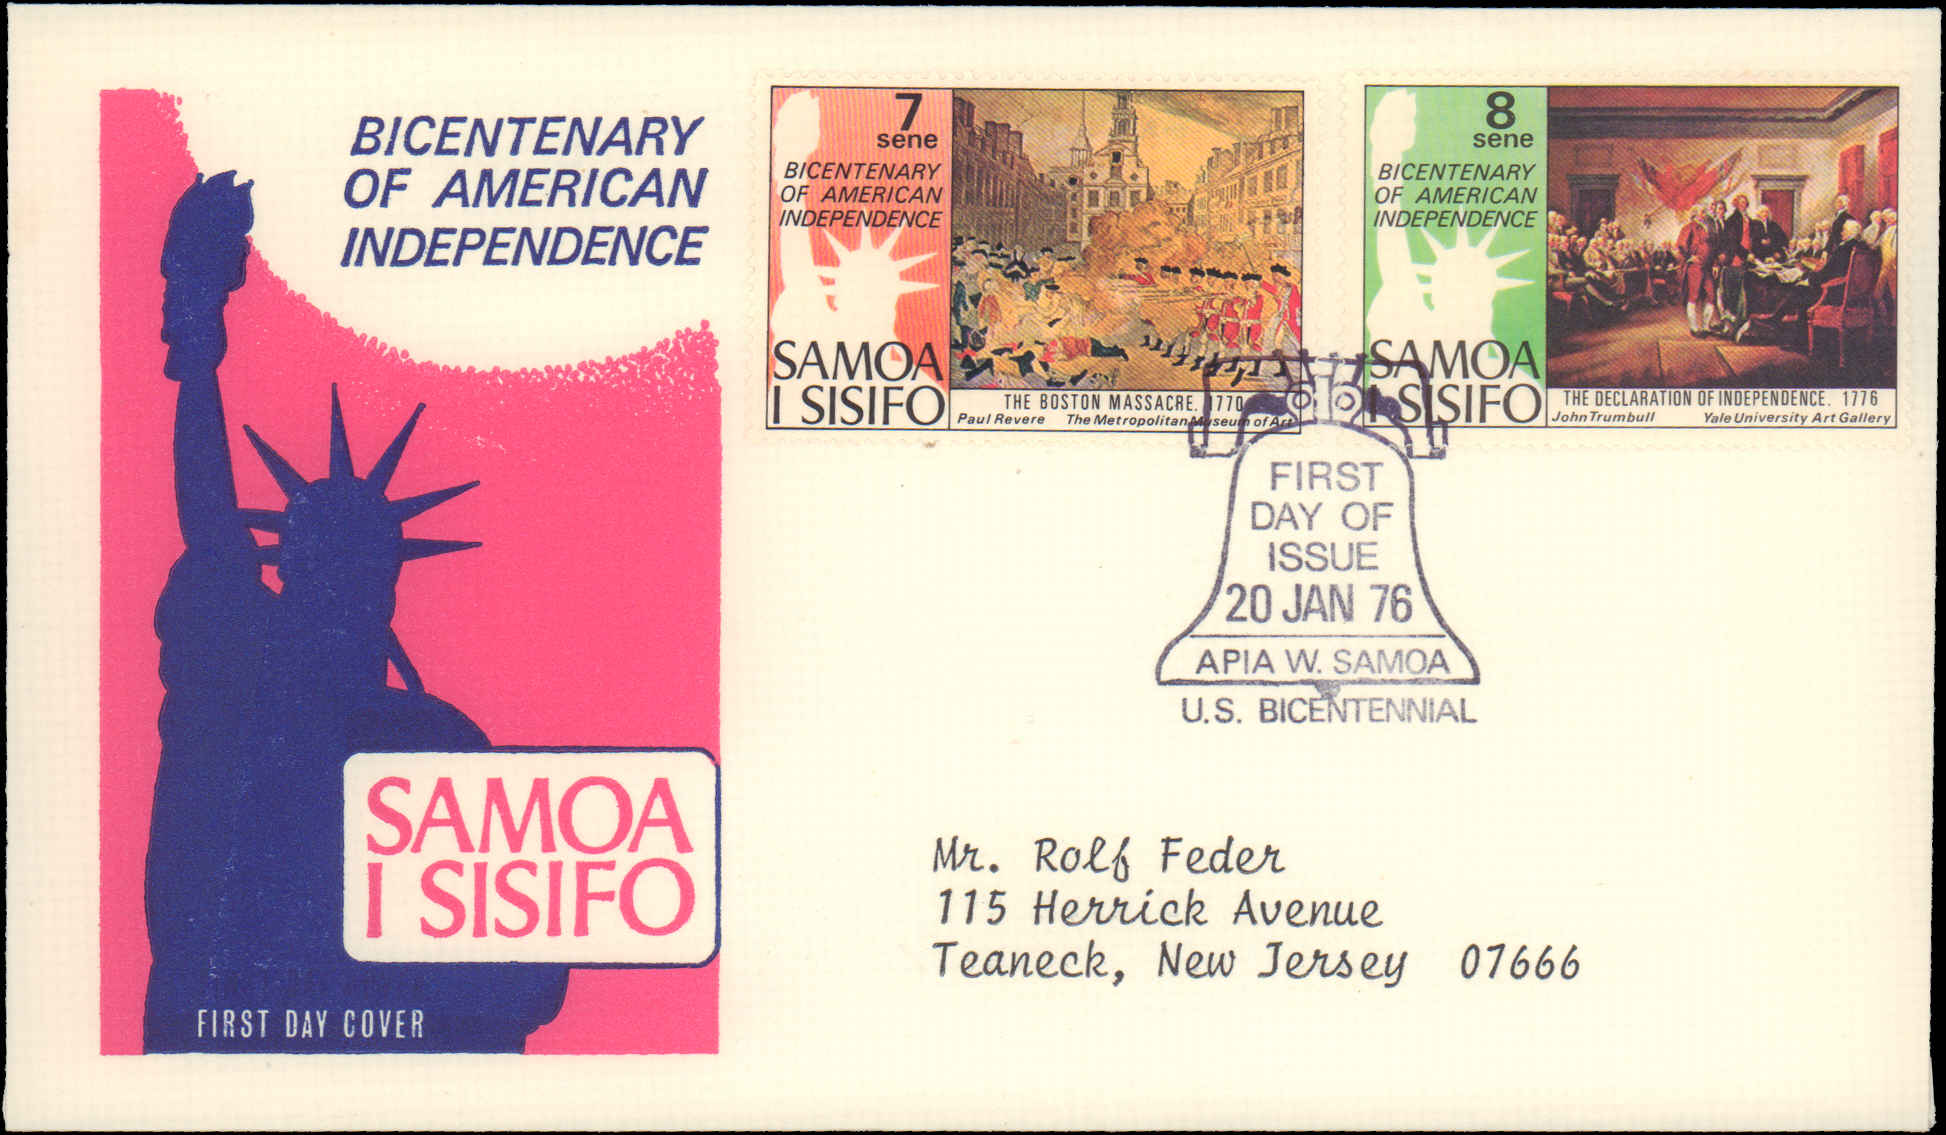 BICENTENARY
OF AMERICAN
INDEPENDENCE
SAMOA
I SISIFO
FIRST DAY COVER
7
sene
BICENTENARY
OF AMERICAN
INDEPENDENCE
SAMOA
I SISIFO
THE BOSTON MASSACRE. 1770
Paul Revere The Metropolitan Museum of Art
8
sene
BICENTENARY
OF AMERICAN
INDEPENDENCE
SAMOA
I SISIFO
THE DECLARATION OF INDEPENDENCE. 1776
John Trumbull Yale University Art Gallery
FIRST
DAY OF
ISSUE
20 JAN 76
APIA W. SAMOA
U.S. BICENTENNIAL
Mr. Rolf Feder
115 Herrick Avenue
Teaneck, New Jersey 07666